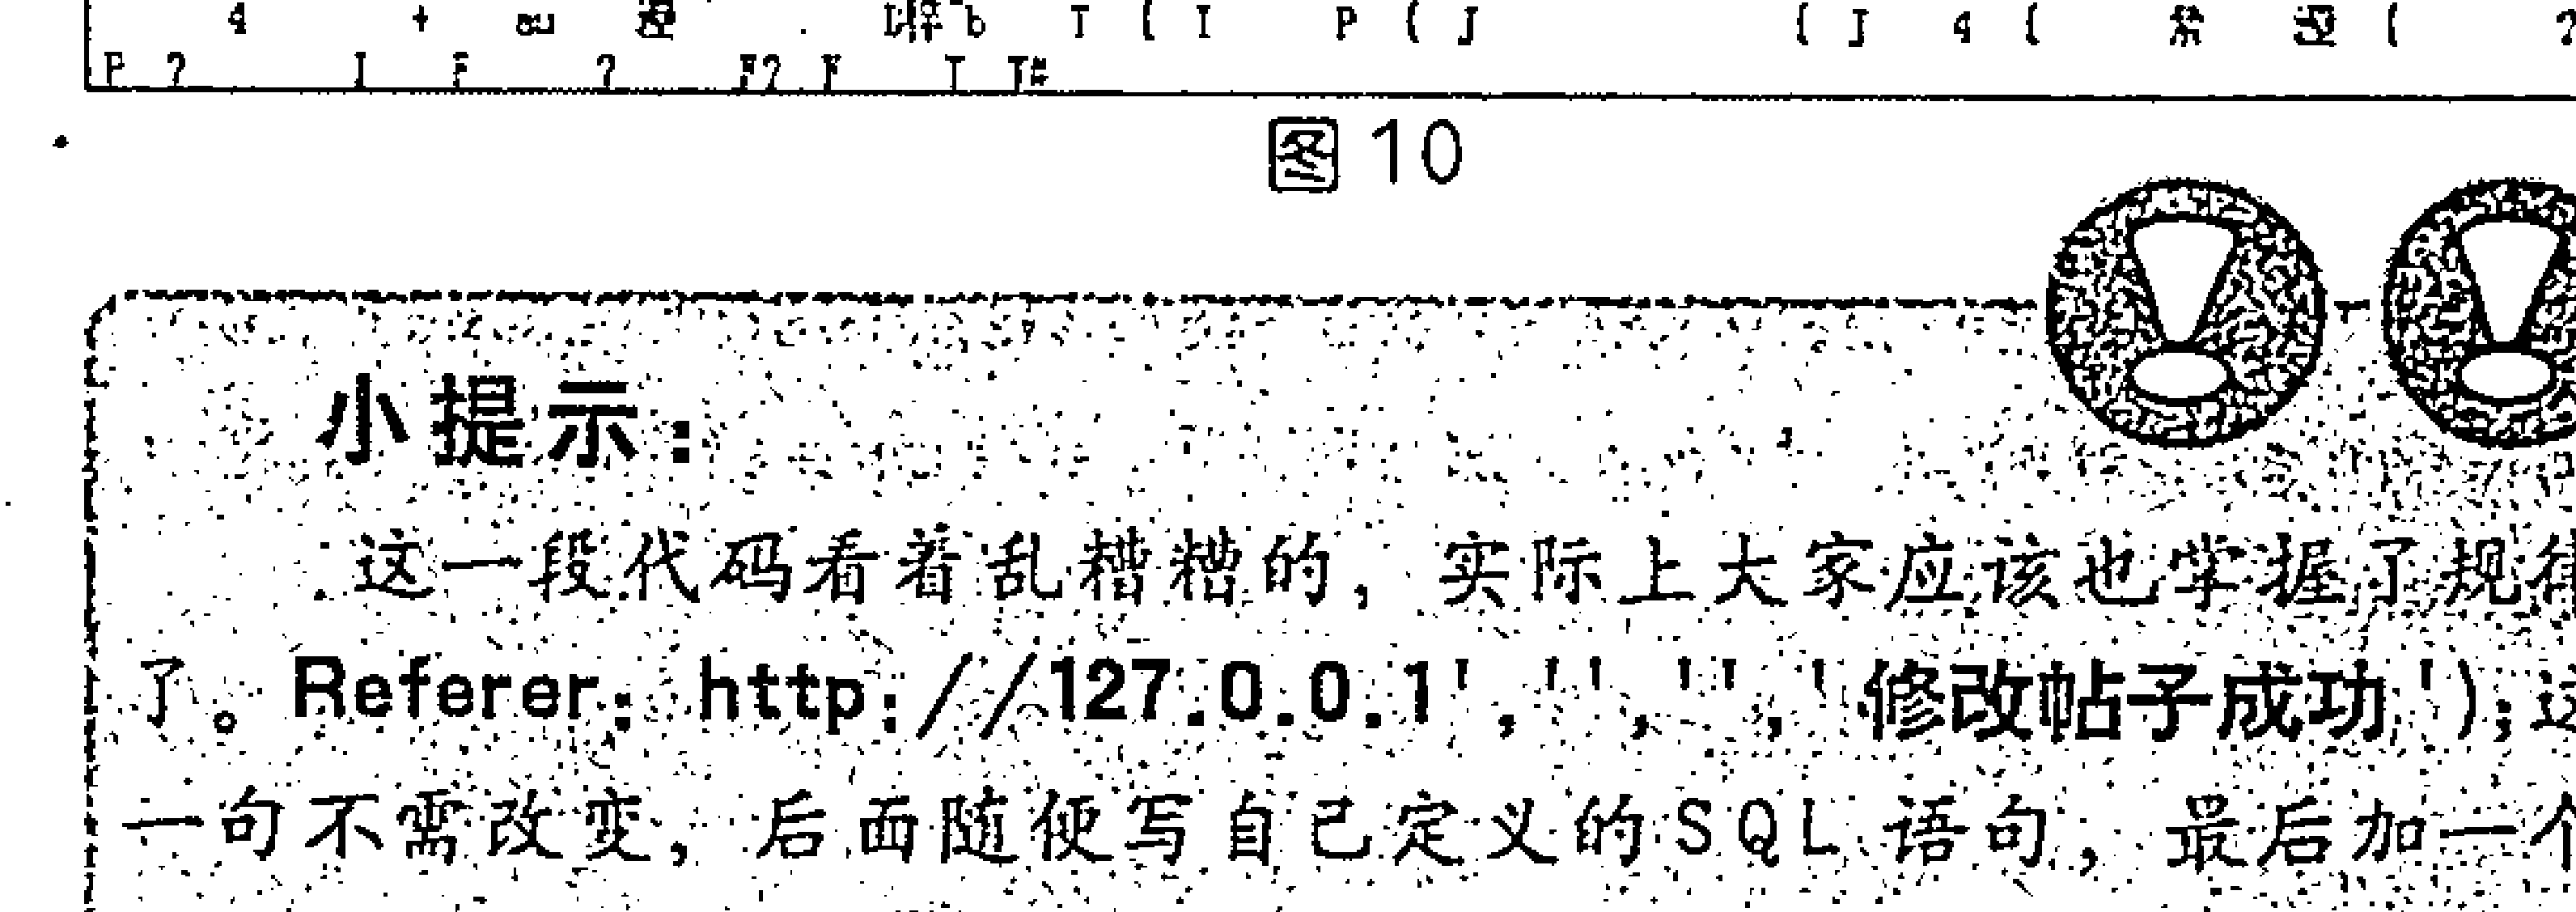 图10
小提示：
这一段代码看着乱糟糟的，实际上大家应该也掌握了规律
了。Referer: http://127.0.0.1','','','修改帖子成功');这
一句不需改变，后面随便写自己定义的SQL语句，最后加一个